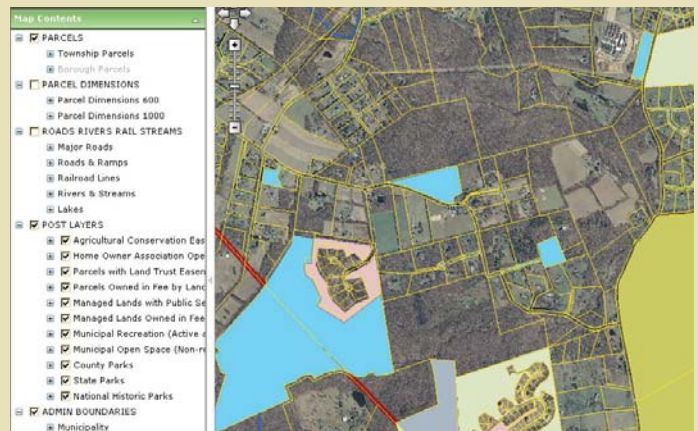 Map Contents
PARCELS
Township Parcels
Borough Parcels
PARCEL DIMENSIONS
Parcel Dimensions 600
Parcel Dimensions 1000
ROADS RIVERS RAIL STREAMS
Major Roads
Roads & Ramps
Railroad Lines
Rivers & Streams
Lakes
POST LAYERS
Agricultural Conservation Eas
Home Owner Association Ope
Parcels with Land Trust Easen
Parcels Owned in Fee by Lanc
Managed Lands with Public Se
Managed Lands Owned in Fee
Municipal Recreation (Active a
Municipal Open Space (Non-r
County Parks
State Parks
National Historic Parks
ADMIN BOUNDARIES
Municipality